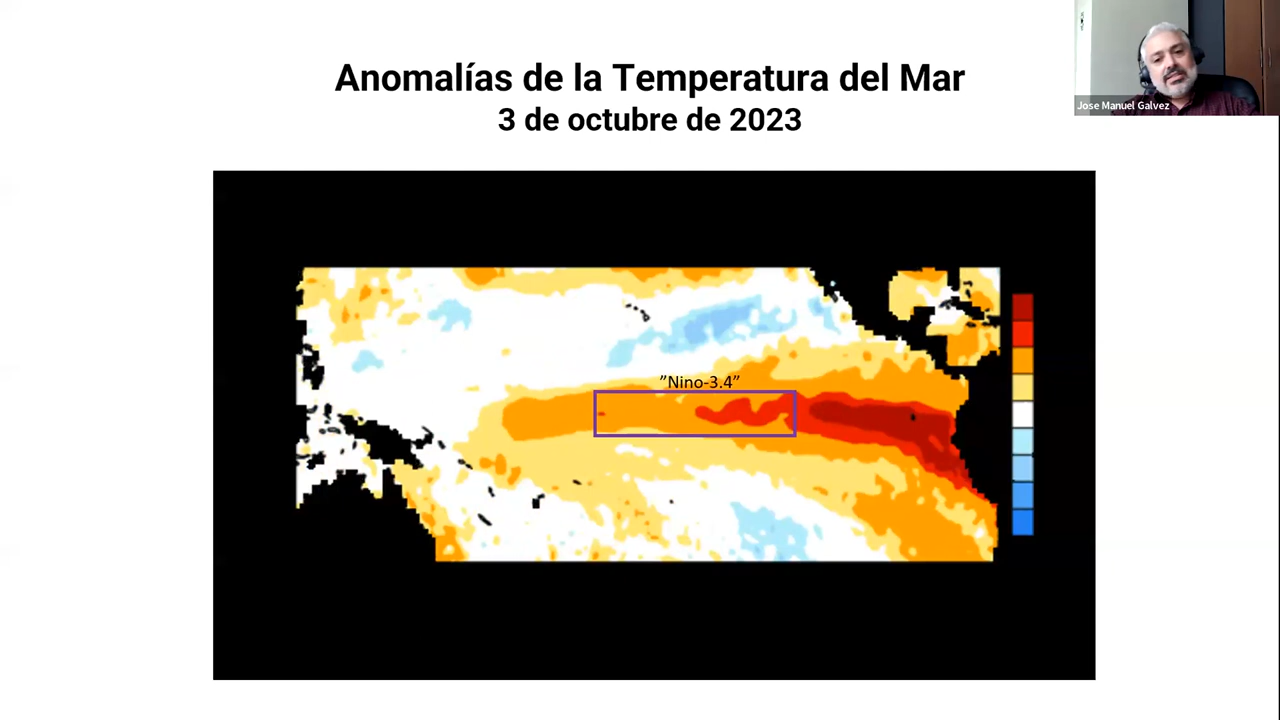 Anomalías de la Temperatura del Mar
3 de octubre de 2023
Jose Manuel Galvez
”Nino-3.4”